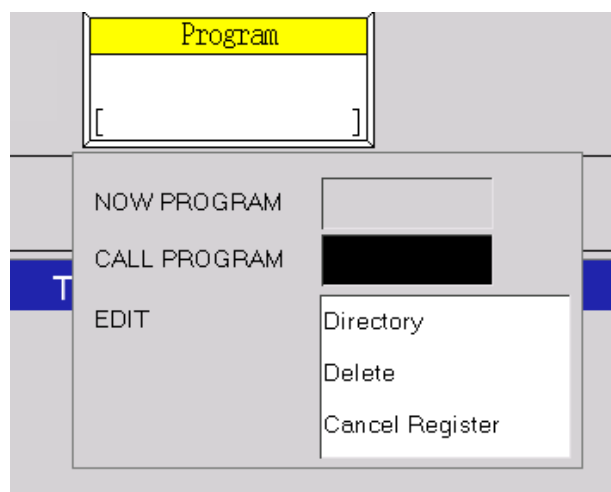 Program
[ ]
NOW PROGRAM
CALL PROGRAM
T
EDIT
Directory
Delete
Cancel Register